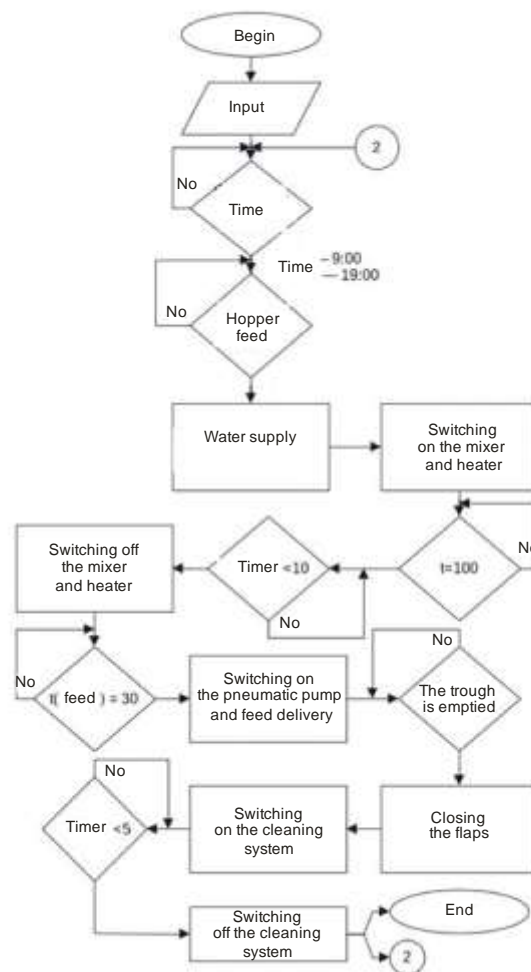 Begin
Input
2
No
Time
Time – 9:00
— 19:00
No
Hopper
feed
Water supply
Switching
on the mixer
and heater
Switching off
the mixer
and heater
Timer <10
t=100
No
No
No
No
t( feed ) = 30
Switching on
the pneumatic pump
and feed delivery
The trough
is emptied
No
Timer <5
Switching
on the cleaning
system
Closing
the flaps
Switching
off the cleaning
system
End
2